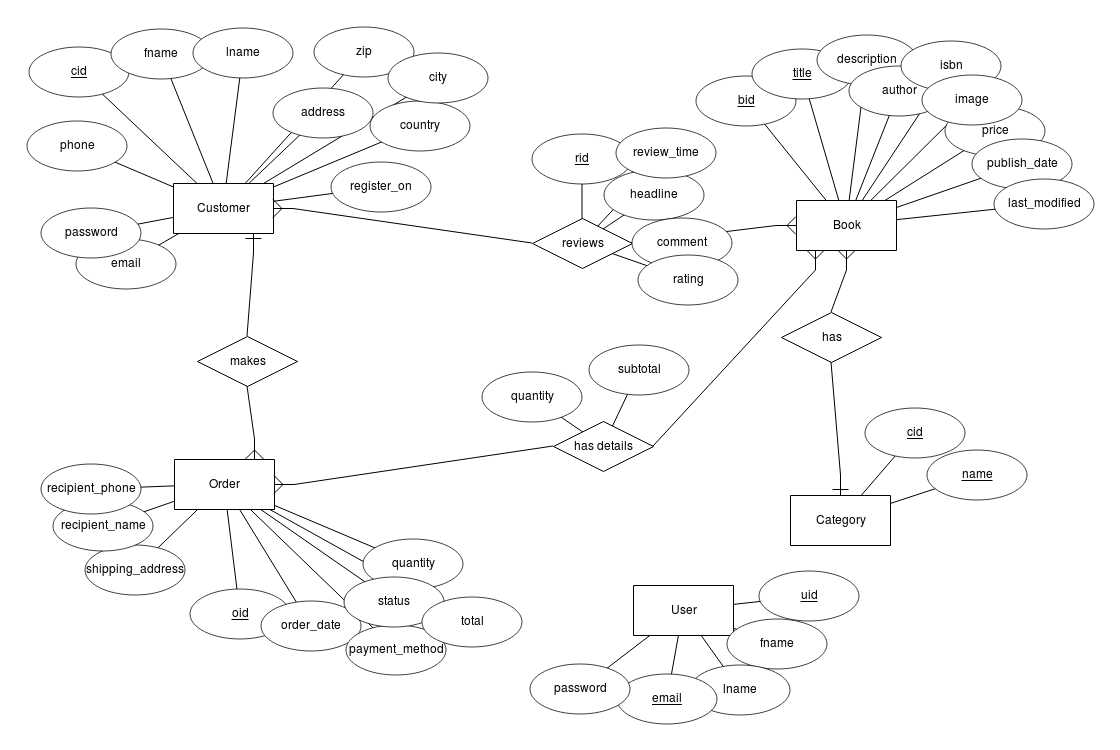 cid
fname
lname
zip
city
address
country
phone
register_on
Customer
password
email
rid
review_time
headline
reviews
comment
rating
bid
title
description
author
isbn
image
price
publish_date
last_modified
Book
makes
has
quantity
subtotal
has details
cid
name
Category
recipient_phone
recipient_name
shipping_address
Order
quantity
status
total
oid
order_date
payment_method
User
uid
fname
lname
email
password